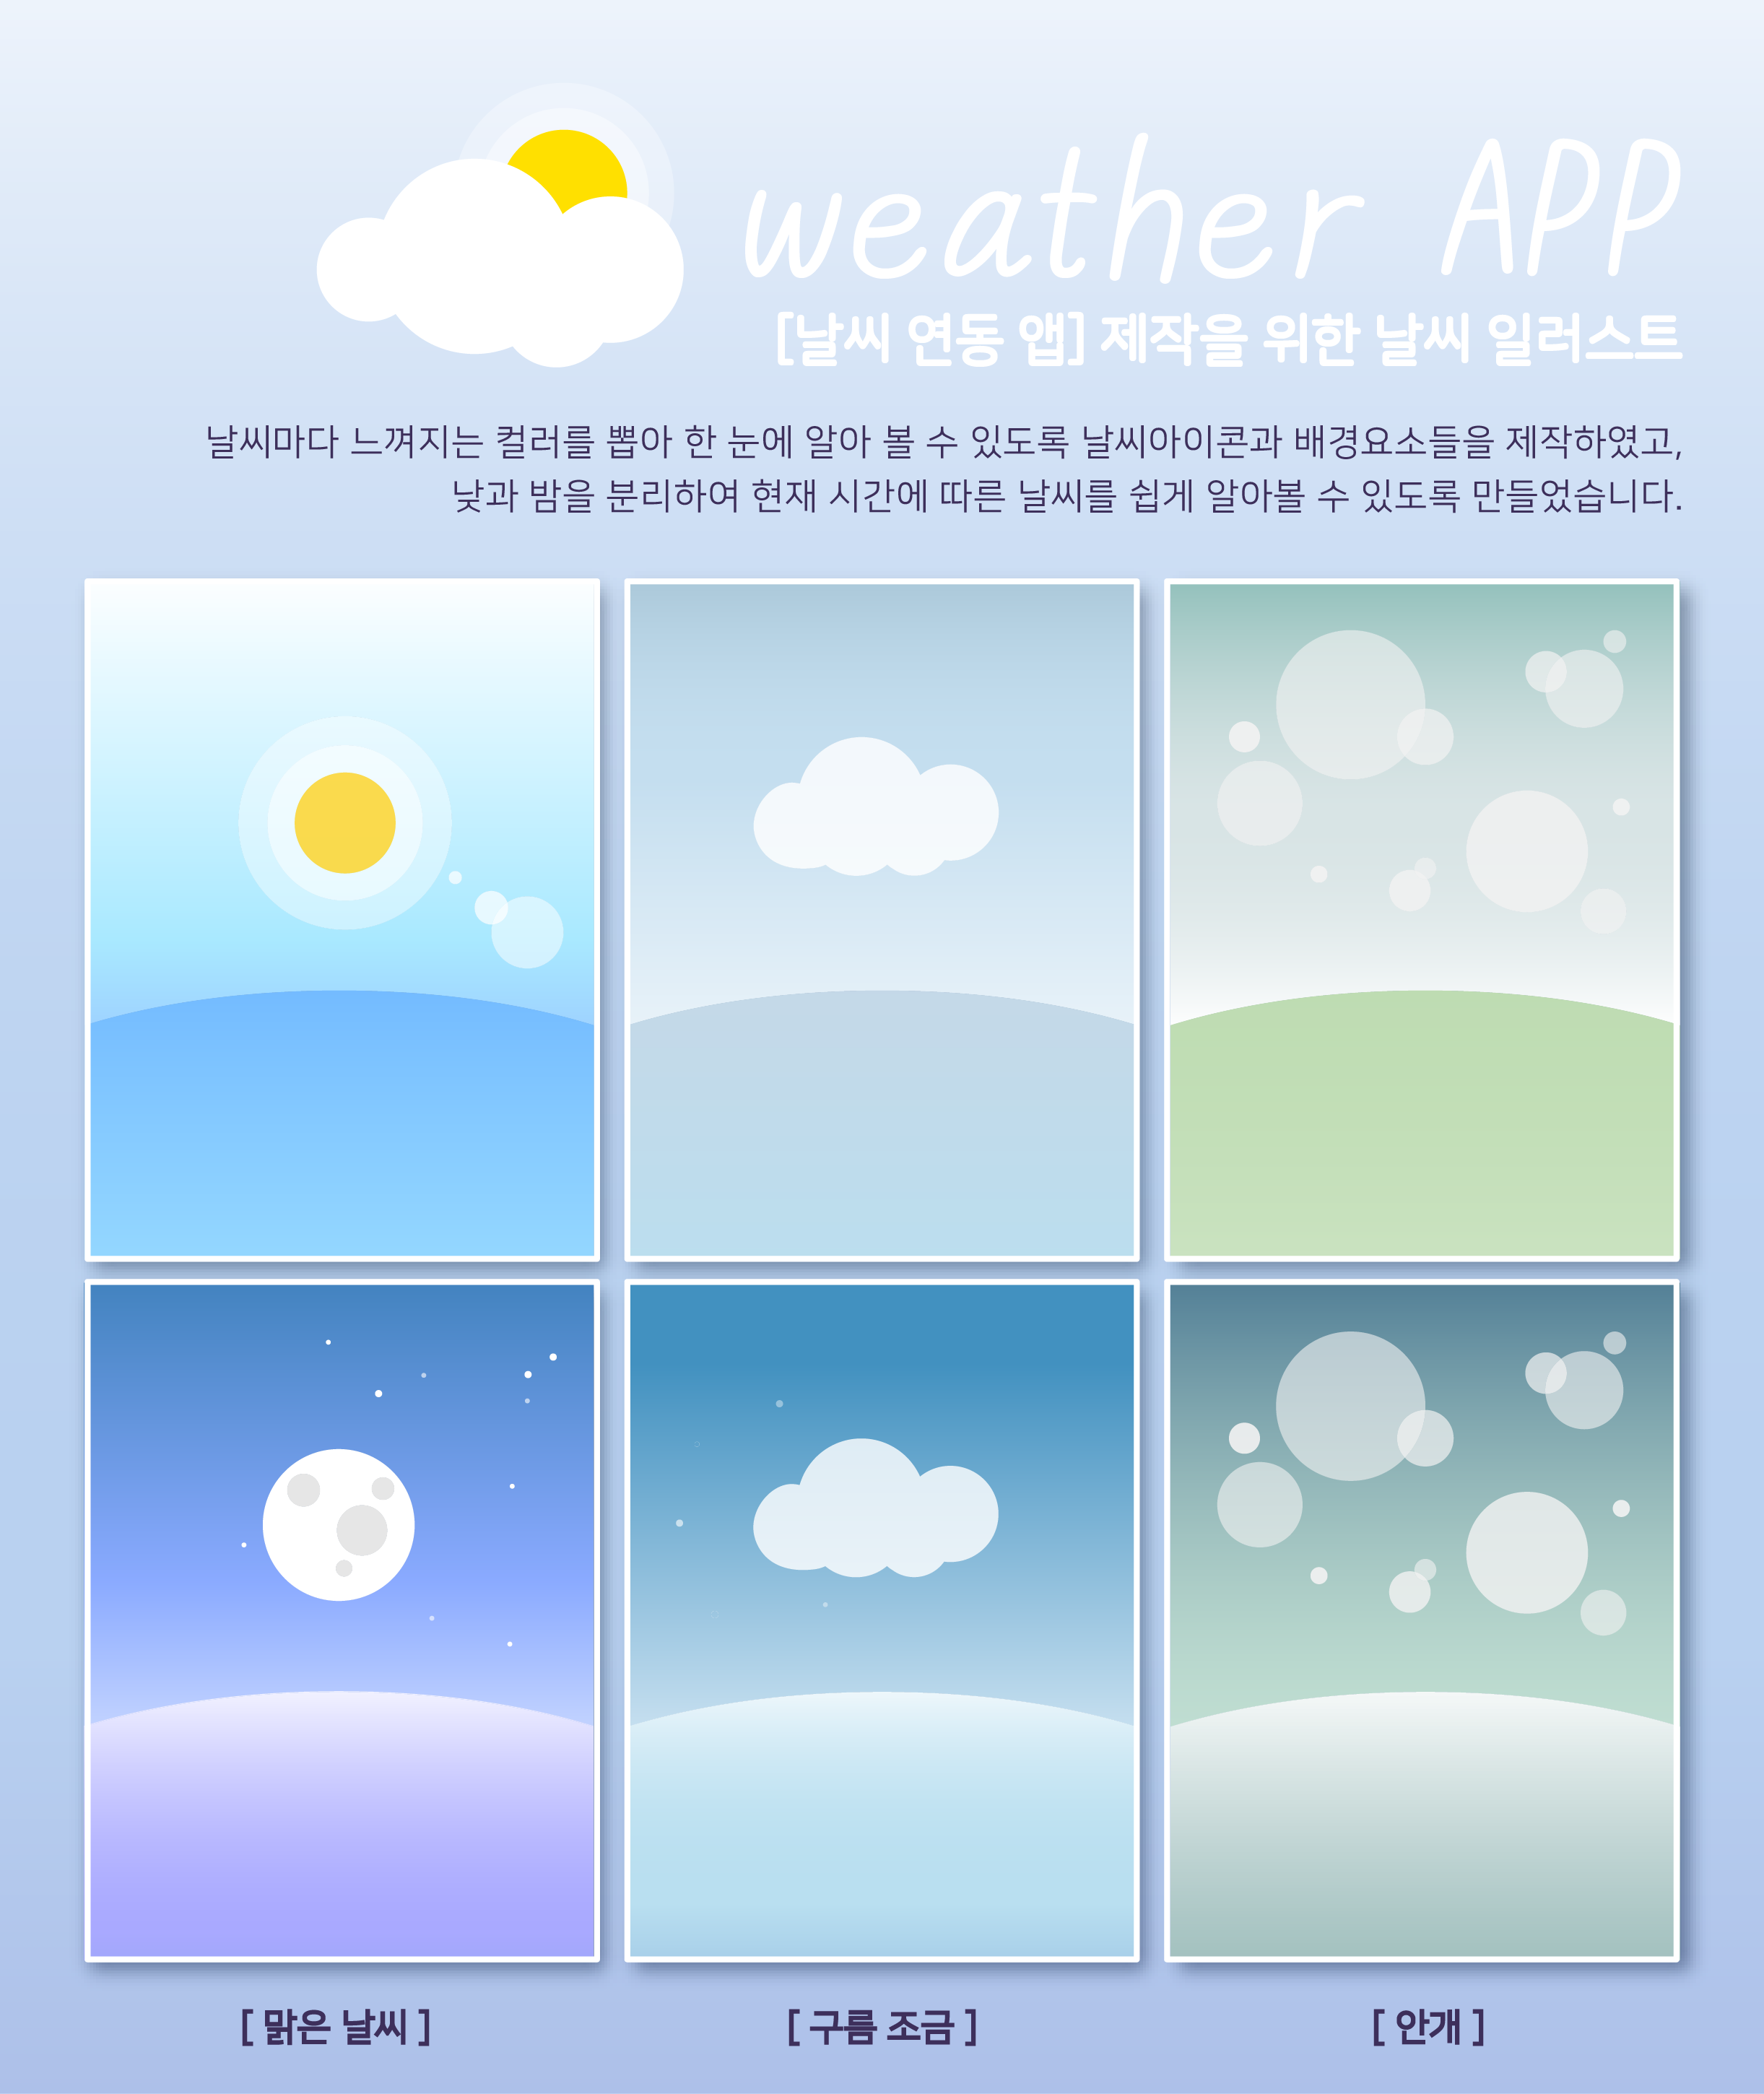 weather APP
[날씨 연동 앱] 제작을 위한 날씨 일러스트
날씨마다 느껴지는 컬러를 뽑아 한 눈에 알아 볼 수 있도록 날씨아이콘과 배경요소들을 제작하였고,
낮과 밤을 분리하여 현재 시간에 따른 날씨를 쉽게 알아볼 수 있도록 만들었습니다.
[ 맑은 날씨 ]
[ 구름 조금 ]
[ 안개 ]